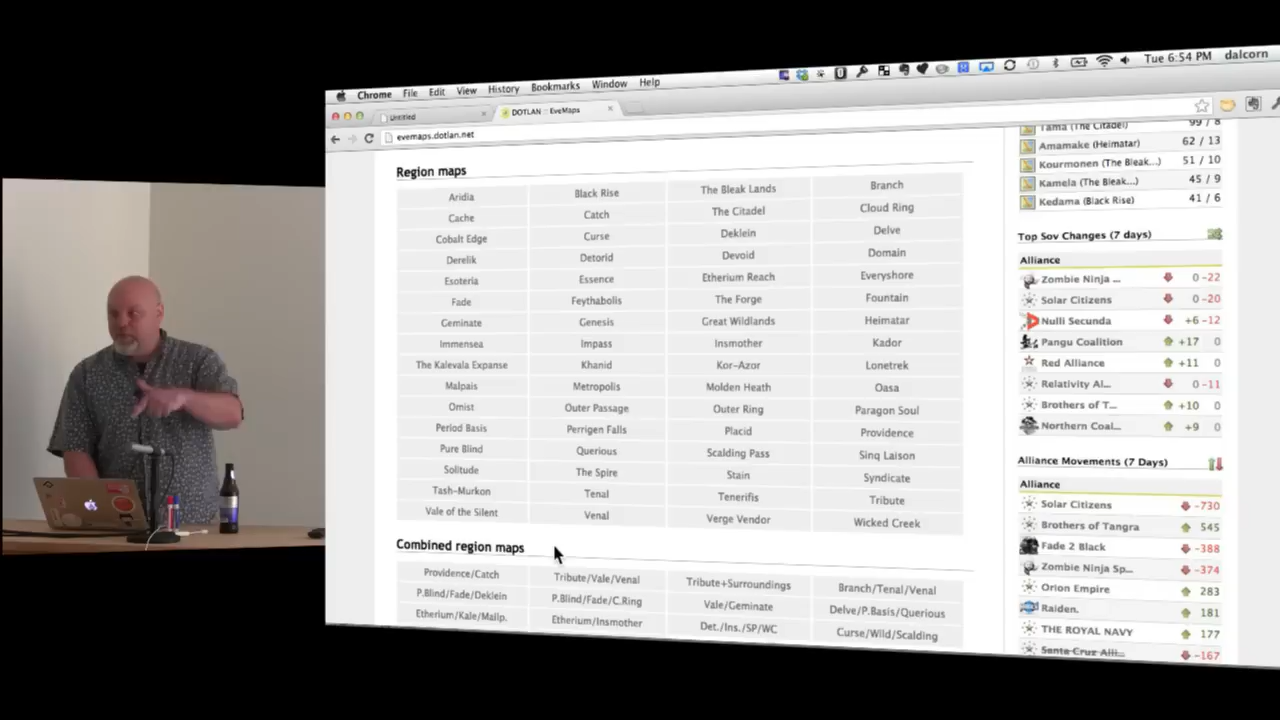 Chrome File Edit View History Bookmarks Window Help Tue 6:54 PM dalcorn
Untitled DOTLAN :: EveMaps
evemaps.dotlan.net
Region maps
Aridia Black Rise The Bleak Lands Branch
Cache Catch The Citadel Cloud Ring
Cobalt Edge Curse Deklein Delve
Derelik Detorid Devoid Domain
Esoteria Essence Etherium Reach Everyshore
Fade Feythabolis The Forge Fountain
Geminate Genesis Great Wildlands Heimatar
Immensea Impass Insmother Kador
The Kalevala Expanse Khanid Kor-Azor Lonetrek
Malpais Metropolis Molden Heath Oasa
Omist Outer Passage Outer Ring Paragon Soul
Period Basis Perrigen Falls Placid Providence
Pure Blind Querious Scalding Pass Sinq Laison
Solitude The Spire Stain Syndicate
Tash-Murkon Tenal Tenerifis Tribute
Vale of the Silent Venal Verge Vendor Wicked Creek
Combined region maps
Providence/Catch Tribute/Vale/Venal Tribute+Surroundings Branch/Tenal/Venal
P.Blind/Fade/Deklein P.Blind/Fade/C.Ring Vale/Geminate Delve/P.Basis/Querious
Etherium/Kale/Mallp. Etherium/Insmother Det./Ins./SP/WC Curse/Wild/Scalding
Tama (The Citadel) 99 / 8
Amamake (Heimatar) 62 / 13
Kourmonen (The Bleak...) 51 / 10
Kamela (The Bleak...) 45 / 9
Kedama (Black Rise) 41 / 6
Top Sov Changes (7 days)
Alliance
Zombie Ninja ... 0 -22
Solar Citizens 0 -20
Nulli Secunda +6 -12
Pangu Coalition +17 0
Red Alliance +11 0
Relativity Al... 0 -11
Brothers of T... +10 0
Northern Coal... +9 0
Alliance Movements (7 Days)
Alliance
Solar Citizens -730
Brothers of Tangra 545
Fade 2 Black -388
Zombie Ninja Sp... -374
Orion Empire 283
Raiden. 181
THE ROYAL NAVY 177
Santa Cruz Alli... -167